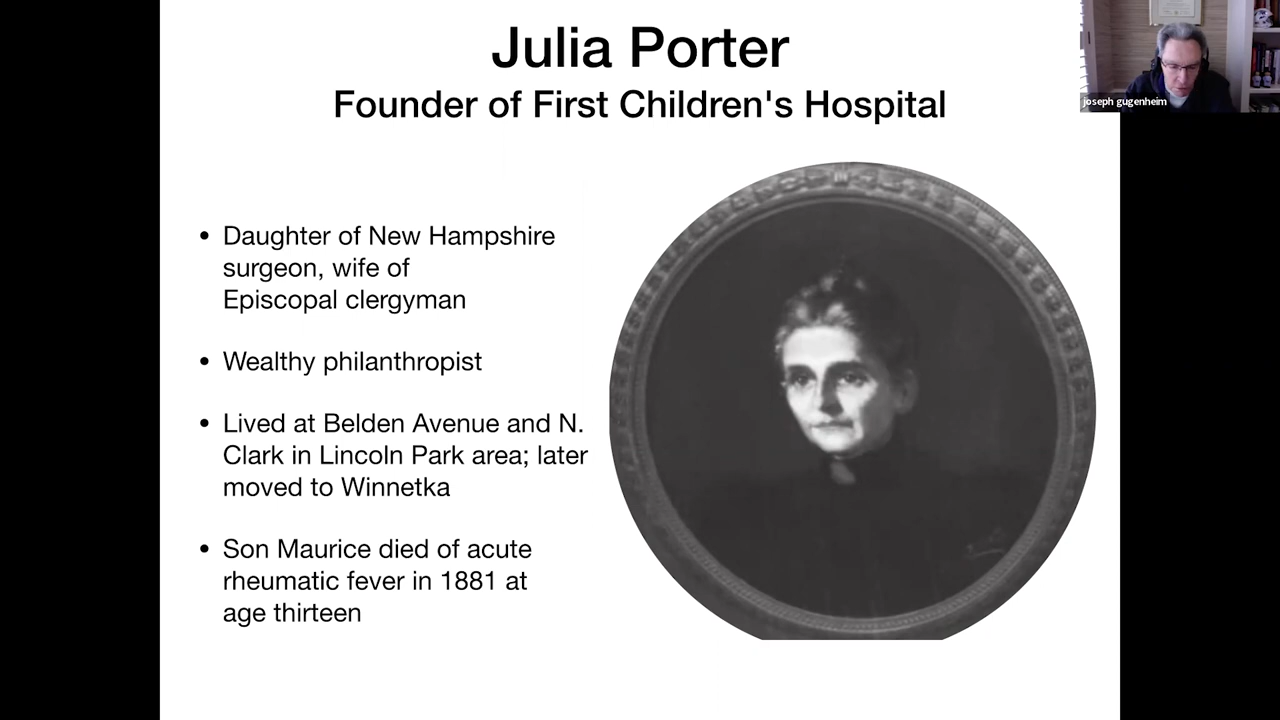 Julia Porter
Founder of First Children's Hospital
joseph gugenheim
• Daughter of New Hampshire
surgeon, wife of
Episcopal clergyman
• Wealthy philanthropist
• Lived at Belden Avenue and N.
Clark in Lincoln Park area; later
moved to Winnetka
• Son Maurice died of acute
rheumatic fever in 1881 at
age thirteen